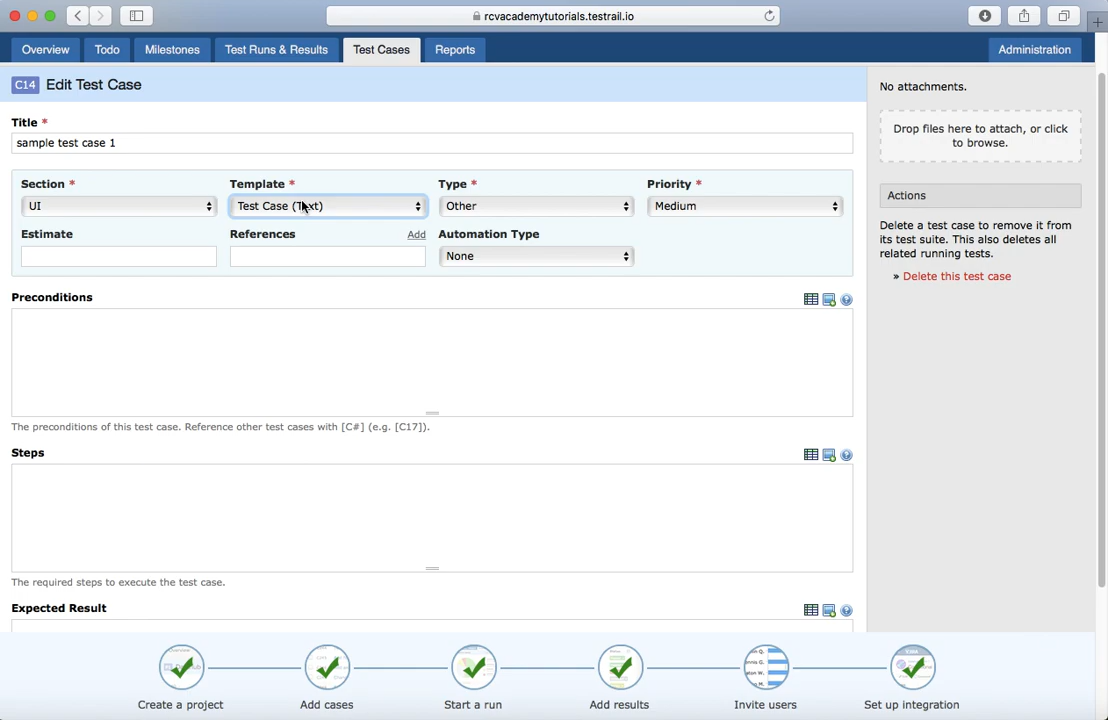 rcvacademytutorials.testrail.io
Overview Todo Milestones Test Runs & Results Test Cases Reports Administration
C14 Edit Test Case
Title *
sample test case 1
Section * Template * Type * Priority *
UI Test Case (Text) Other Medium
Estimate References Add Automation Type
None
Preconditions
The preconditions of this test case. Reference other test cases with [C#] (e.g. [C17]).
Steps
The required steps to execute the test case.
Expected Result
No attachments.
Drop files here to attach, or click
to browse.
Actions
Delete a test case to remove it from
its test suite. This also deletes all
related running tests.
» Delete this test case
Create a project Add cases Start a run Add results Invite users Set up integration